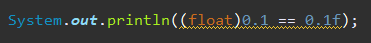 System.out.println((float)0.1 == 0.1f);